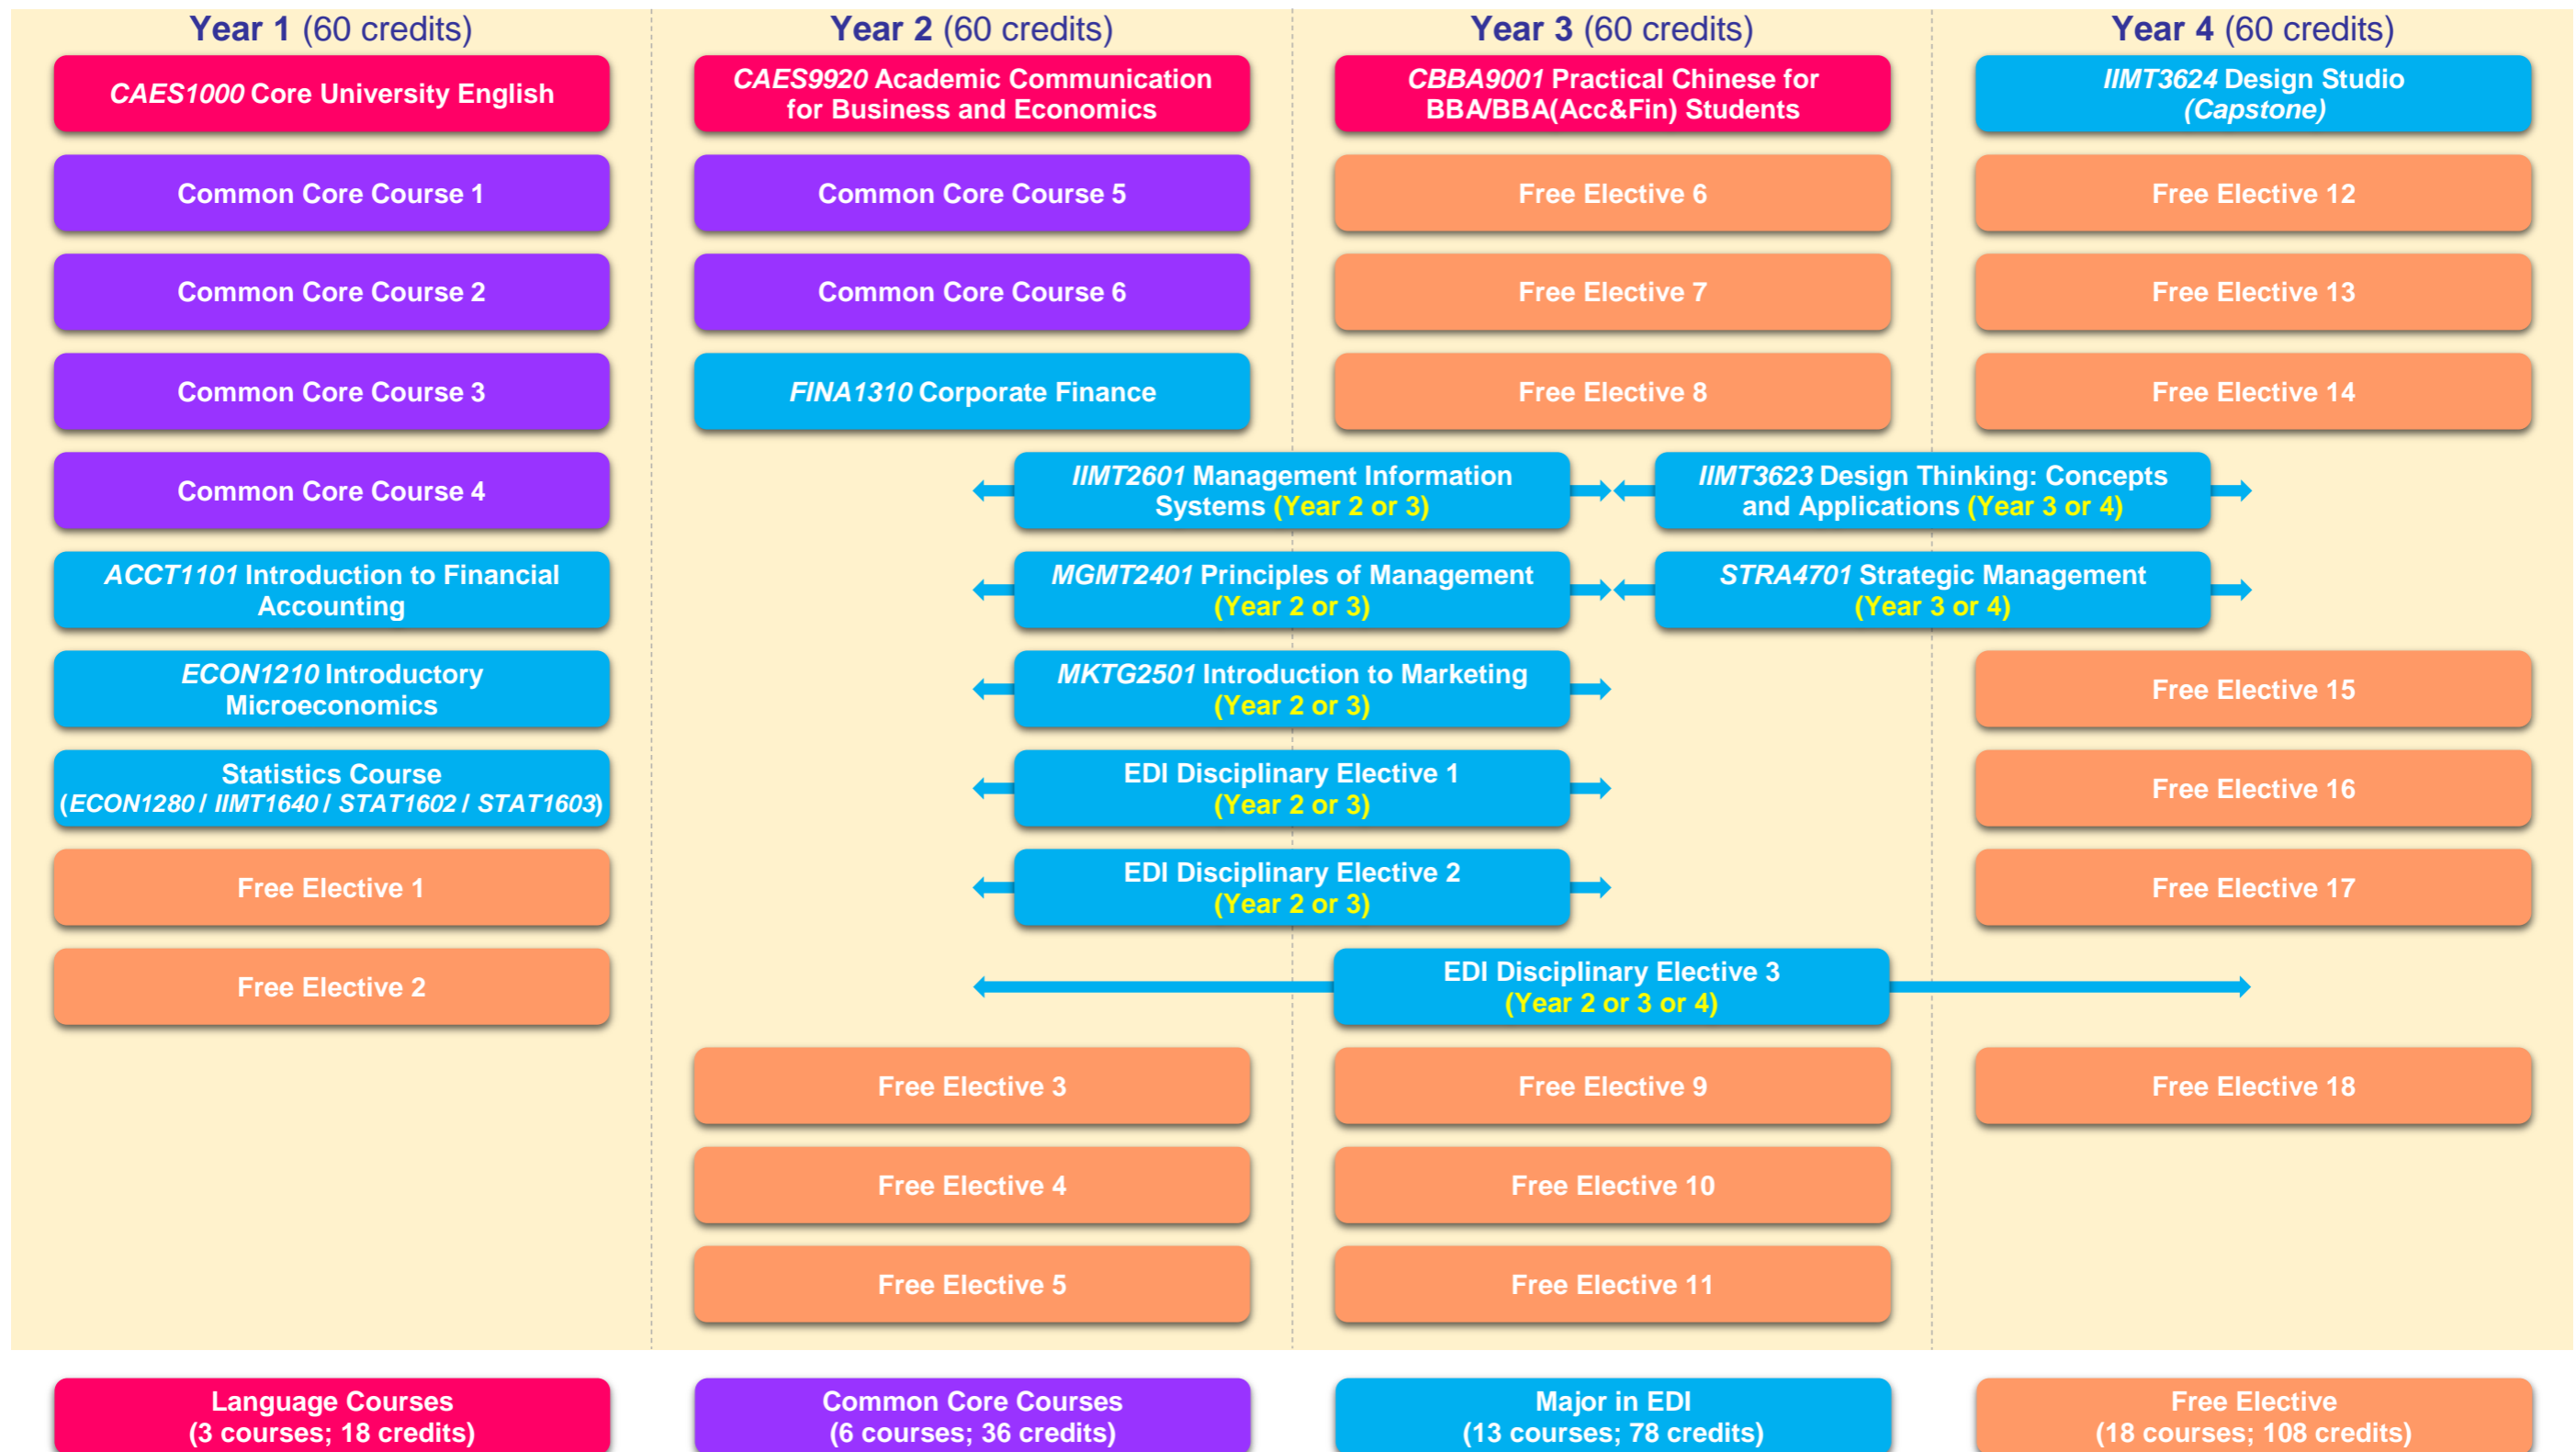 Year 1 (60 credits)
CAES1000 Core University English
Common Core Course 1
Common Core Course 2
Common Core Course 3
Common Core Course 4
ACCT1101 Introduction to Financial
Accounting
ECON1210 Introductory
Microeconomics
Statistics Course
(ECON1280 / IIMT1640 / STAT1602 / STAT1603)
Free Elective 1
Free Elective 2
Year 2 (60 credits)
CAES9920 Academic Communication
for Business and Economics
Common Core Course 5
Common Core Course 6
FINA1310 Corporate Finance
IIMT2601 Management Information
Systems (Year 2 or 3)
MGMT2401 Principles of Management
(Year 2 or 3)
MKTG2501 Introduction to Marketing
(Year 2 or 3)
EDI Disciplinary Elective 1
(Year 2 or 3)
EDI Disciplinary Elective 2
(Year 2 or 3)
Free Elective 3
Free Elective 4
Free Elective 5
Year 3 (60 credits)
CBBA9001 Practical Chinese for
BBA/BBA(Acc&Fin) Students
Free Elective 6
Free Elective 7
Free Elective 8
IIMT3623 Design Thinking: Concepts
and Applications (Year 3 or 4)
STRA4701 Strategic Management
(Year 3 or 4)
EDI Disciplinary Elective 3
(Year 2 or 3 or 4)
Free Elective 9
Free Elective 10
Free Elective 11
Year 4 (60 credits)
IIMT3624 Design Studio
(Capstone)
Free Elective 12
Free Elective 13
Free Elective 14
Free Elective 15
Free Elective 16
Free Elective 17
Free Elective 18
Language Courses
(3 courses; 18 credits)
Common Core Courses
(6 courses; 36 credits)
Major in EDI
(13 courses; 78 credits)
Free Elective
(18 courses; 108 credits)